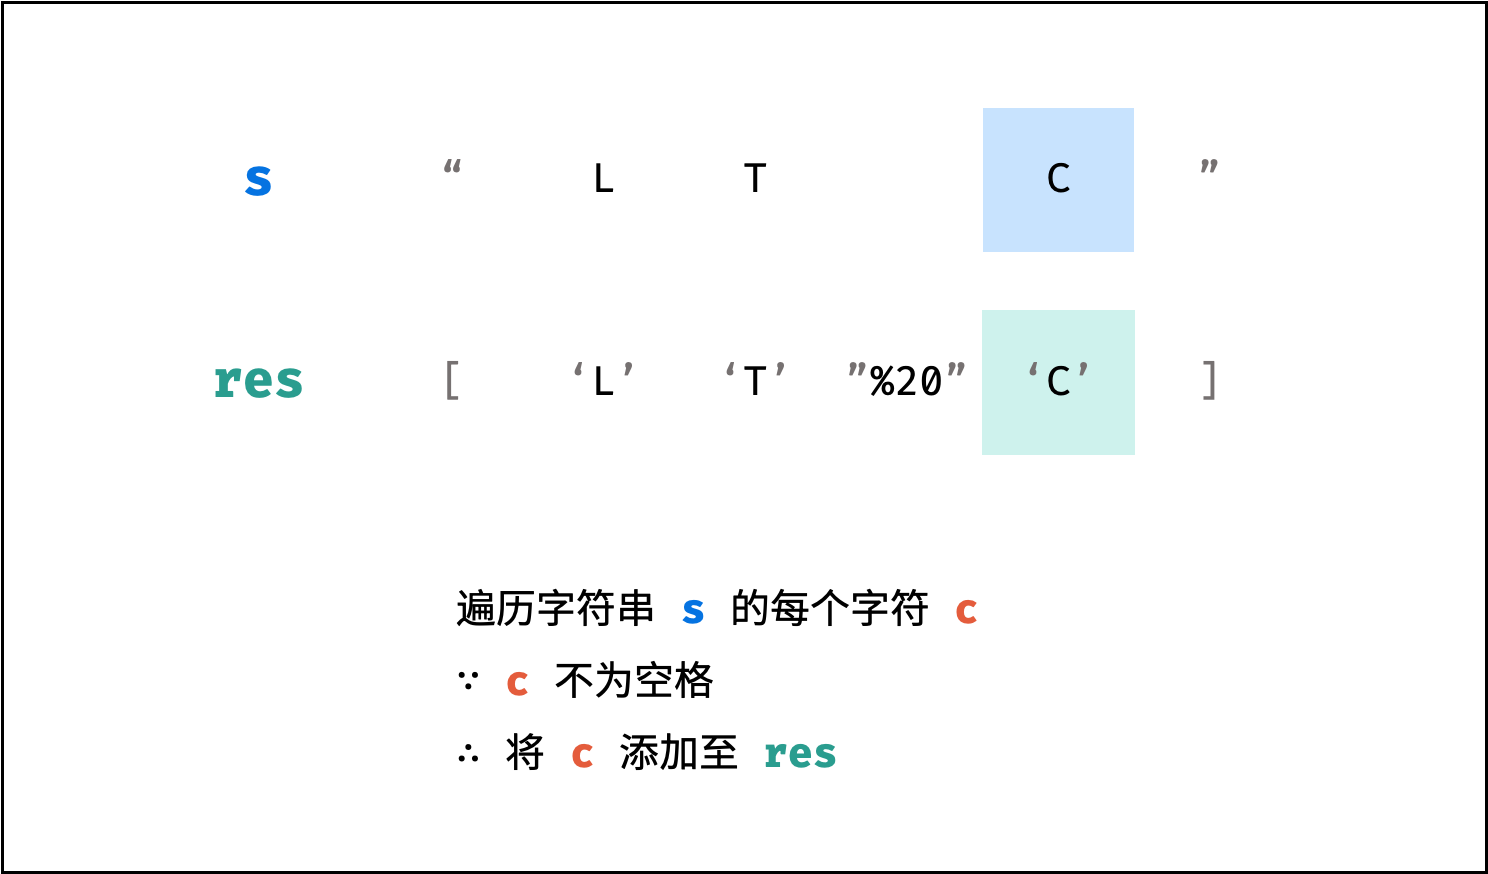 s “ L T C ”
res [ ‘L’ ‘T’ ”%20” ‘C’ ]
遍历字符串 s 的每个字符 c
∵ c 不为空格
∴ 将 c 添加至 res